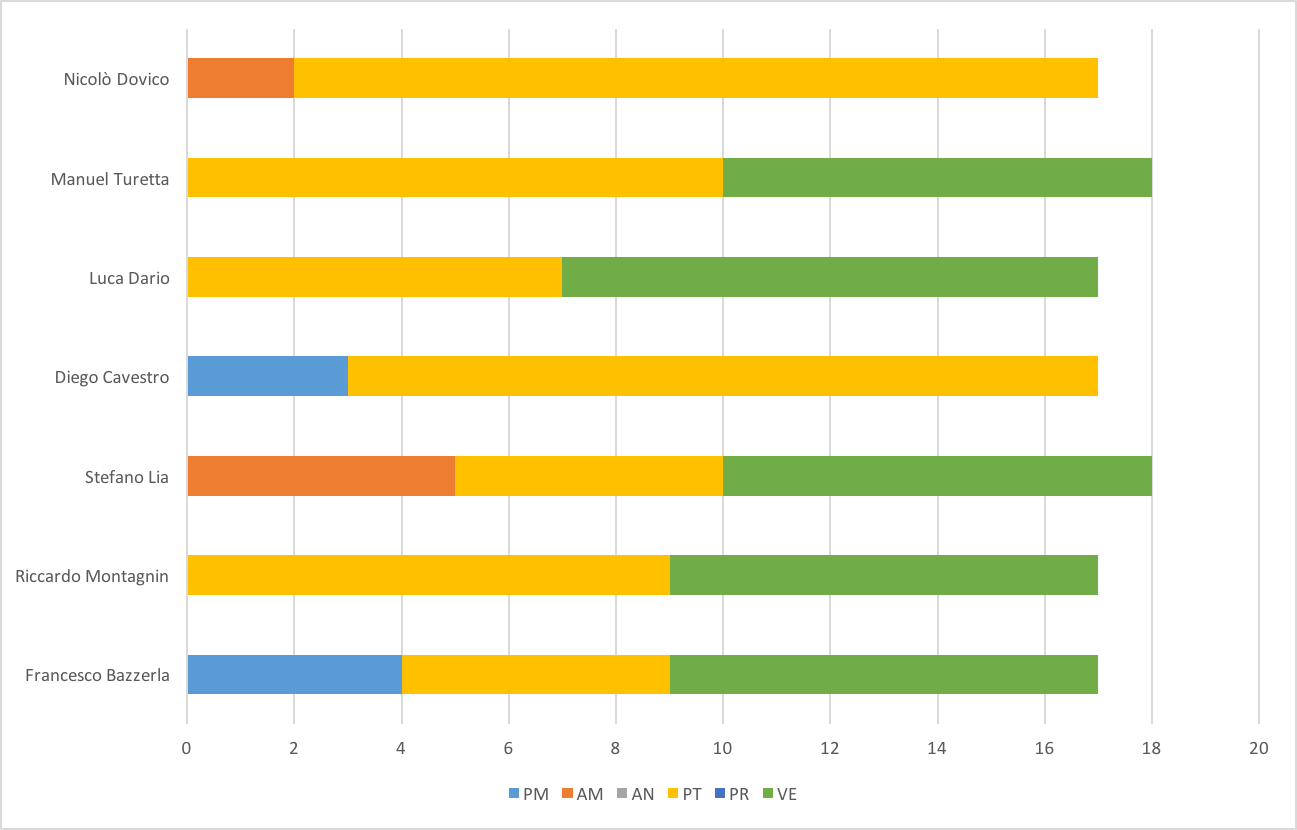 Nicolò Dovico
Manuel Turetta
Luca Dario
Diego Cavestro
Stefano Lia
Riccardo Montagnin
Francesco Bazzerla
0 2 4 6 8 10 12 14 16 18 20
PM AM AN PT PR VE